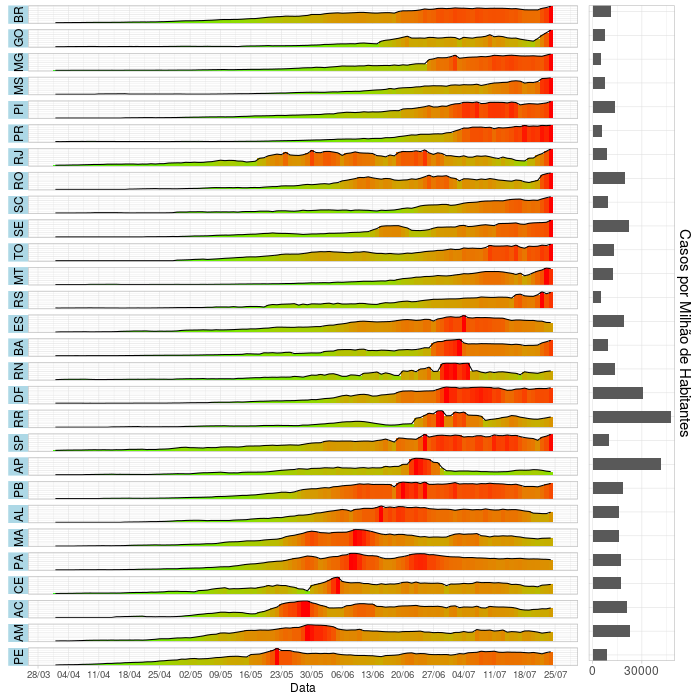 BR
GO
MG
MS
PI
PR
RJ
RO
SC
SE
TO
MT
RS
ES
BA
RN
DF
RR
SP
AP
PB
AL
MA
PA
CE
AC
AM
PE
28/03 04/04 11/04 18/04 25/04 02/05 09/05 16/05 23/05 30/05 06/06 13/06 20/06 27/06 04/07 11/07 18/07 25/07
Data
0 30000
Casos por Milhão de Habitantes